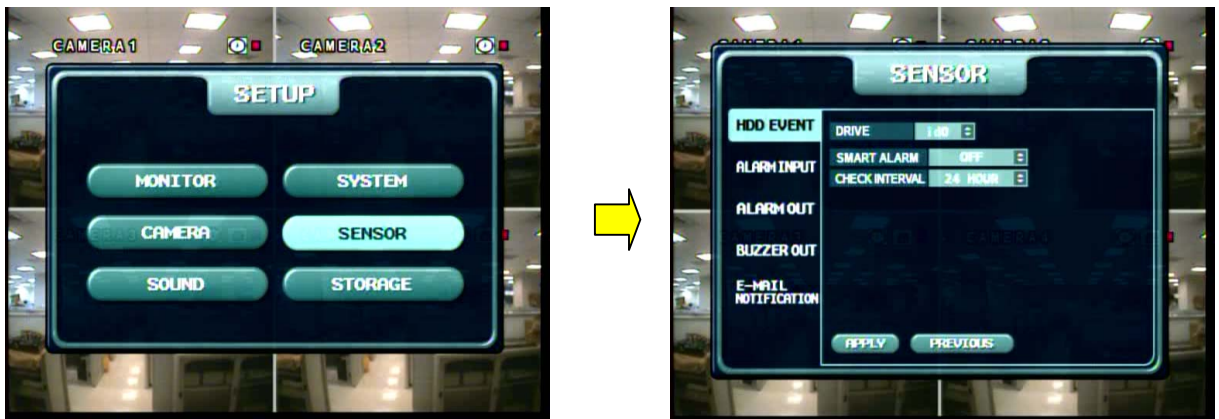 CAMERA1 CAMERA2
SETUP
MONITOR SYSTEM
CAMERA SENSOR
SOUND STORAGE
SENSOR
HDD EVENT
ALARM INPUT
ALARM OUT
BUZZER OUT
E-MAIL
NOTIFICATION
DRIVE
SMART ALARM OFF
CHECK INTERVAL 24 HOUR
APPLY PREVIOUS